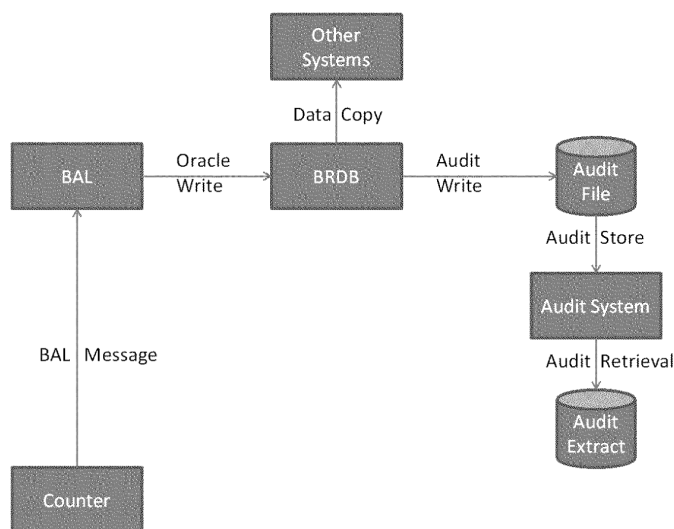 Other
Systems
Data Copy
BAL
Oracle
Write
BRDB
Audit
Write
Audit
File
Audit Store
Audit System
BAL Message
Audit Retrieval
Audit
Extract
Counter